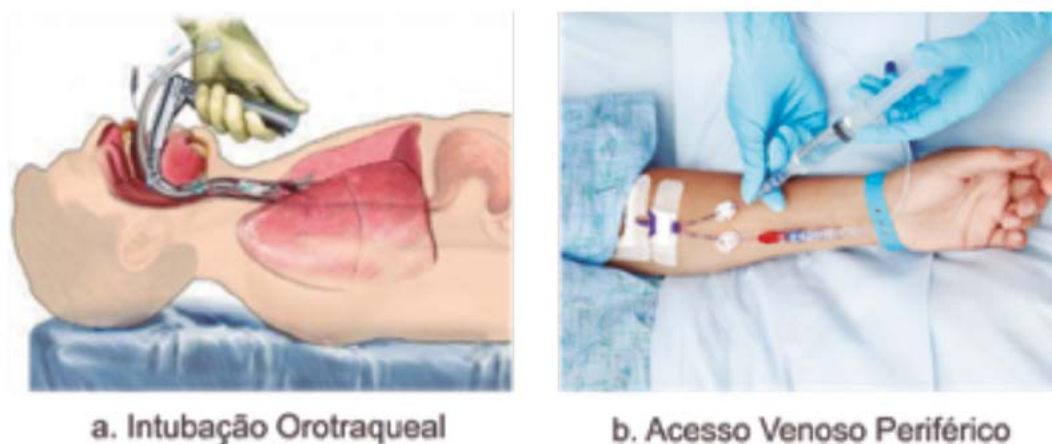 a. Intubação Orotraqueal
b. Acesso Venoso Periférico